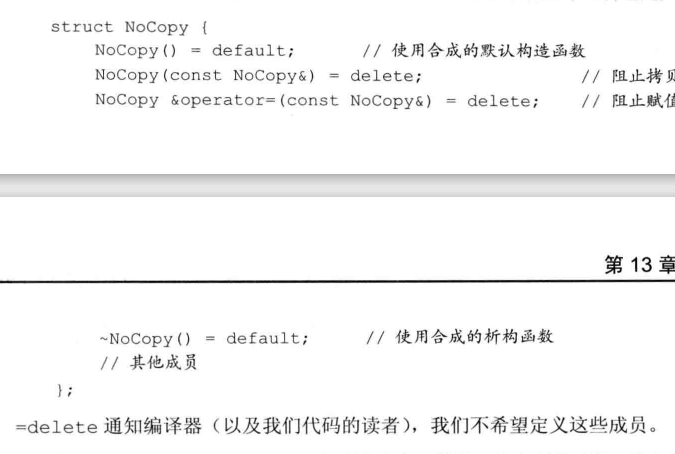 struct NoCopy {
NoCopy() = default; // 使用合成的默认构造函数
NoCopy(const NoCopy&) = delete; // 阻止拷贝
NoCopy &operator=(const NoCopy&) = delete; // 阻止赋值
第 13 章
~NoCopy() = default; // 使用合成的析构函数
// 其他成员
};
=delete 通知编译器（以及我们代码的读者），我们不希望定义这些成员。